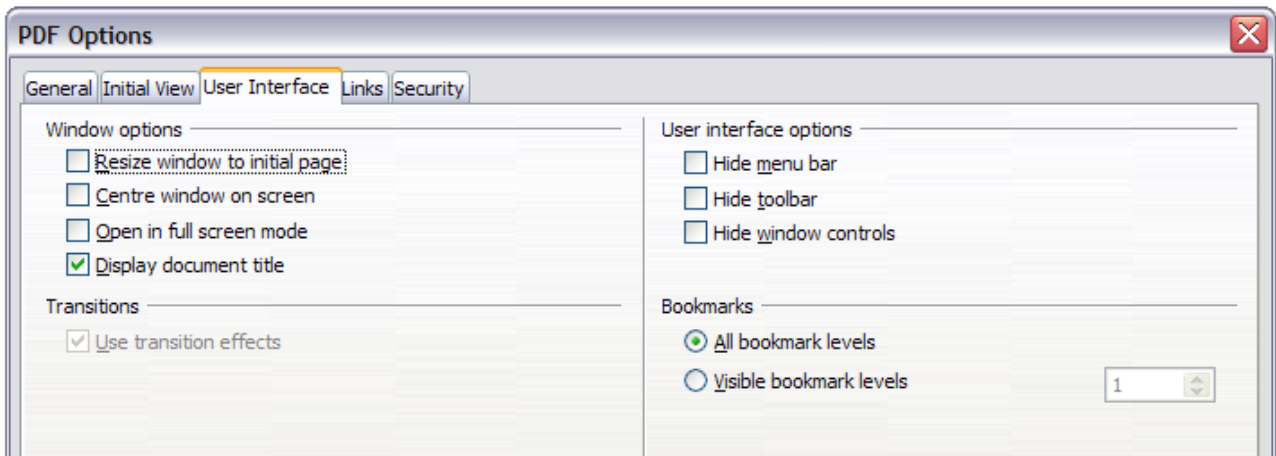 PDF Options
General Initial View User Interface Links Security
Window options
Resize window to initial page
Centre window on screen
Open in full screen mode
Display document title
Transitions
Use transition effects
User interface options
Hide menu bar
Hide toolbar
Hide window controls
Bookmarks
All bookmark levels
Visible bookmark levels 1